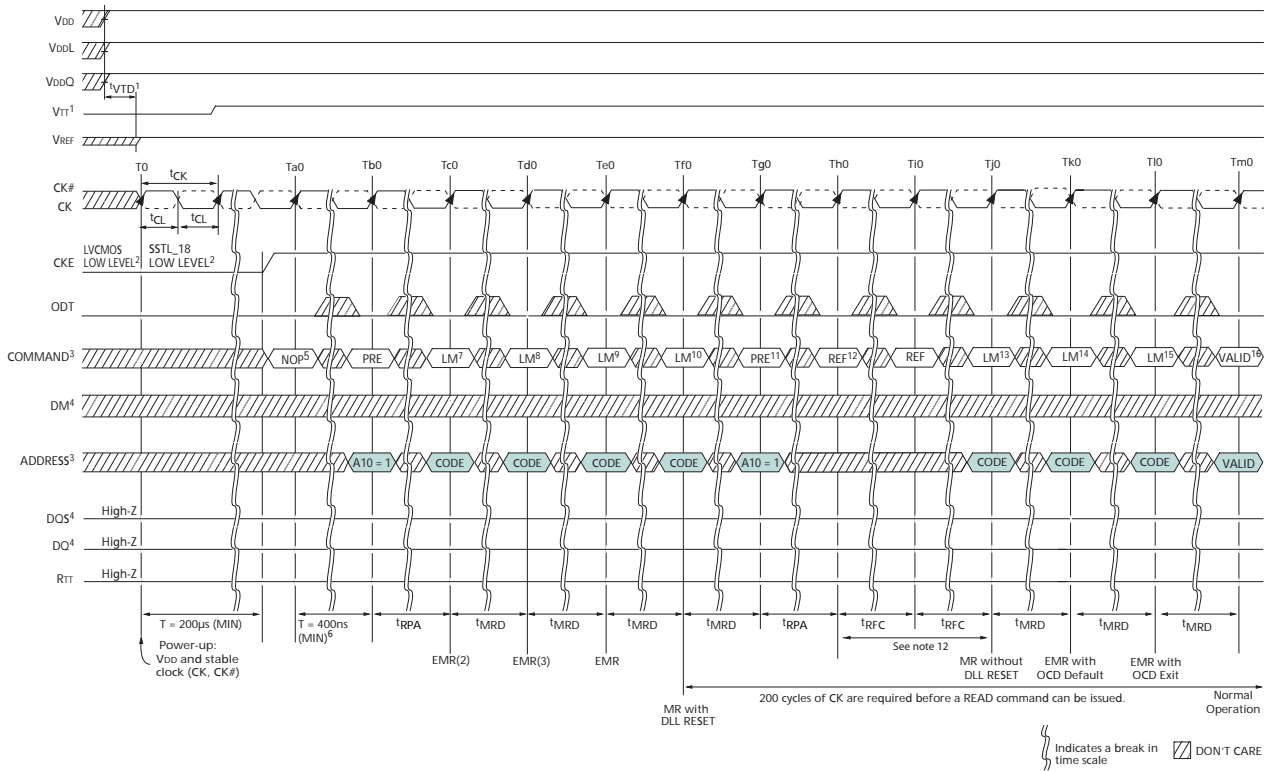 VDD
VDDL
VDDQ
tVTD1
VTT1
VREF
T0 Ta0 Tb0 Tc0 Td0 Te0 Tf0 Tg0 Th0 Ti0 Tj0 Tk0 Tl0 Tm0
tCK
CK#
CK
tCL tCL
LVCMOS SSTL_18
CKE LOW LEVEL2 LOW LEVEL2
ODT
COMMAND3 NOP5 PRE LM7 LM8 LM9 LM10 PRE11 REF12 REF LM13 LM14 LM15 VALID16
DM4
ADDRESS3 A10 = 1 CODE CODE CODE CODE A10 = 1 CODE CODE CODE VALID
DQS4 High-Z
DQ4 High-Z
RTT High-Z
T = 200µs (MIN) T = 400ns (MIN)6 tRPA tMRD tMRD tMRD tMRD tRPA tRFC tRFC tMRD tMRD tMRD
See note 12
Power-up:
VDD and stable
clock (CK, CK#)
EMR(2) EMR(3) EMR
MR without
DLL RESET
EMR with
OCD Default
EMR with
OCD Exit
200 cycles of CK are required before a READ command can be issued.
Normal
Operation
MR with
DLL RESET
Indicates a break in
time scale
DON'T CARE